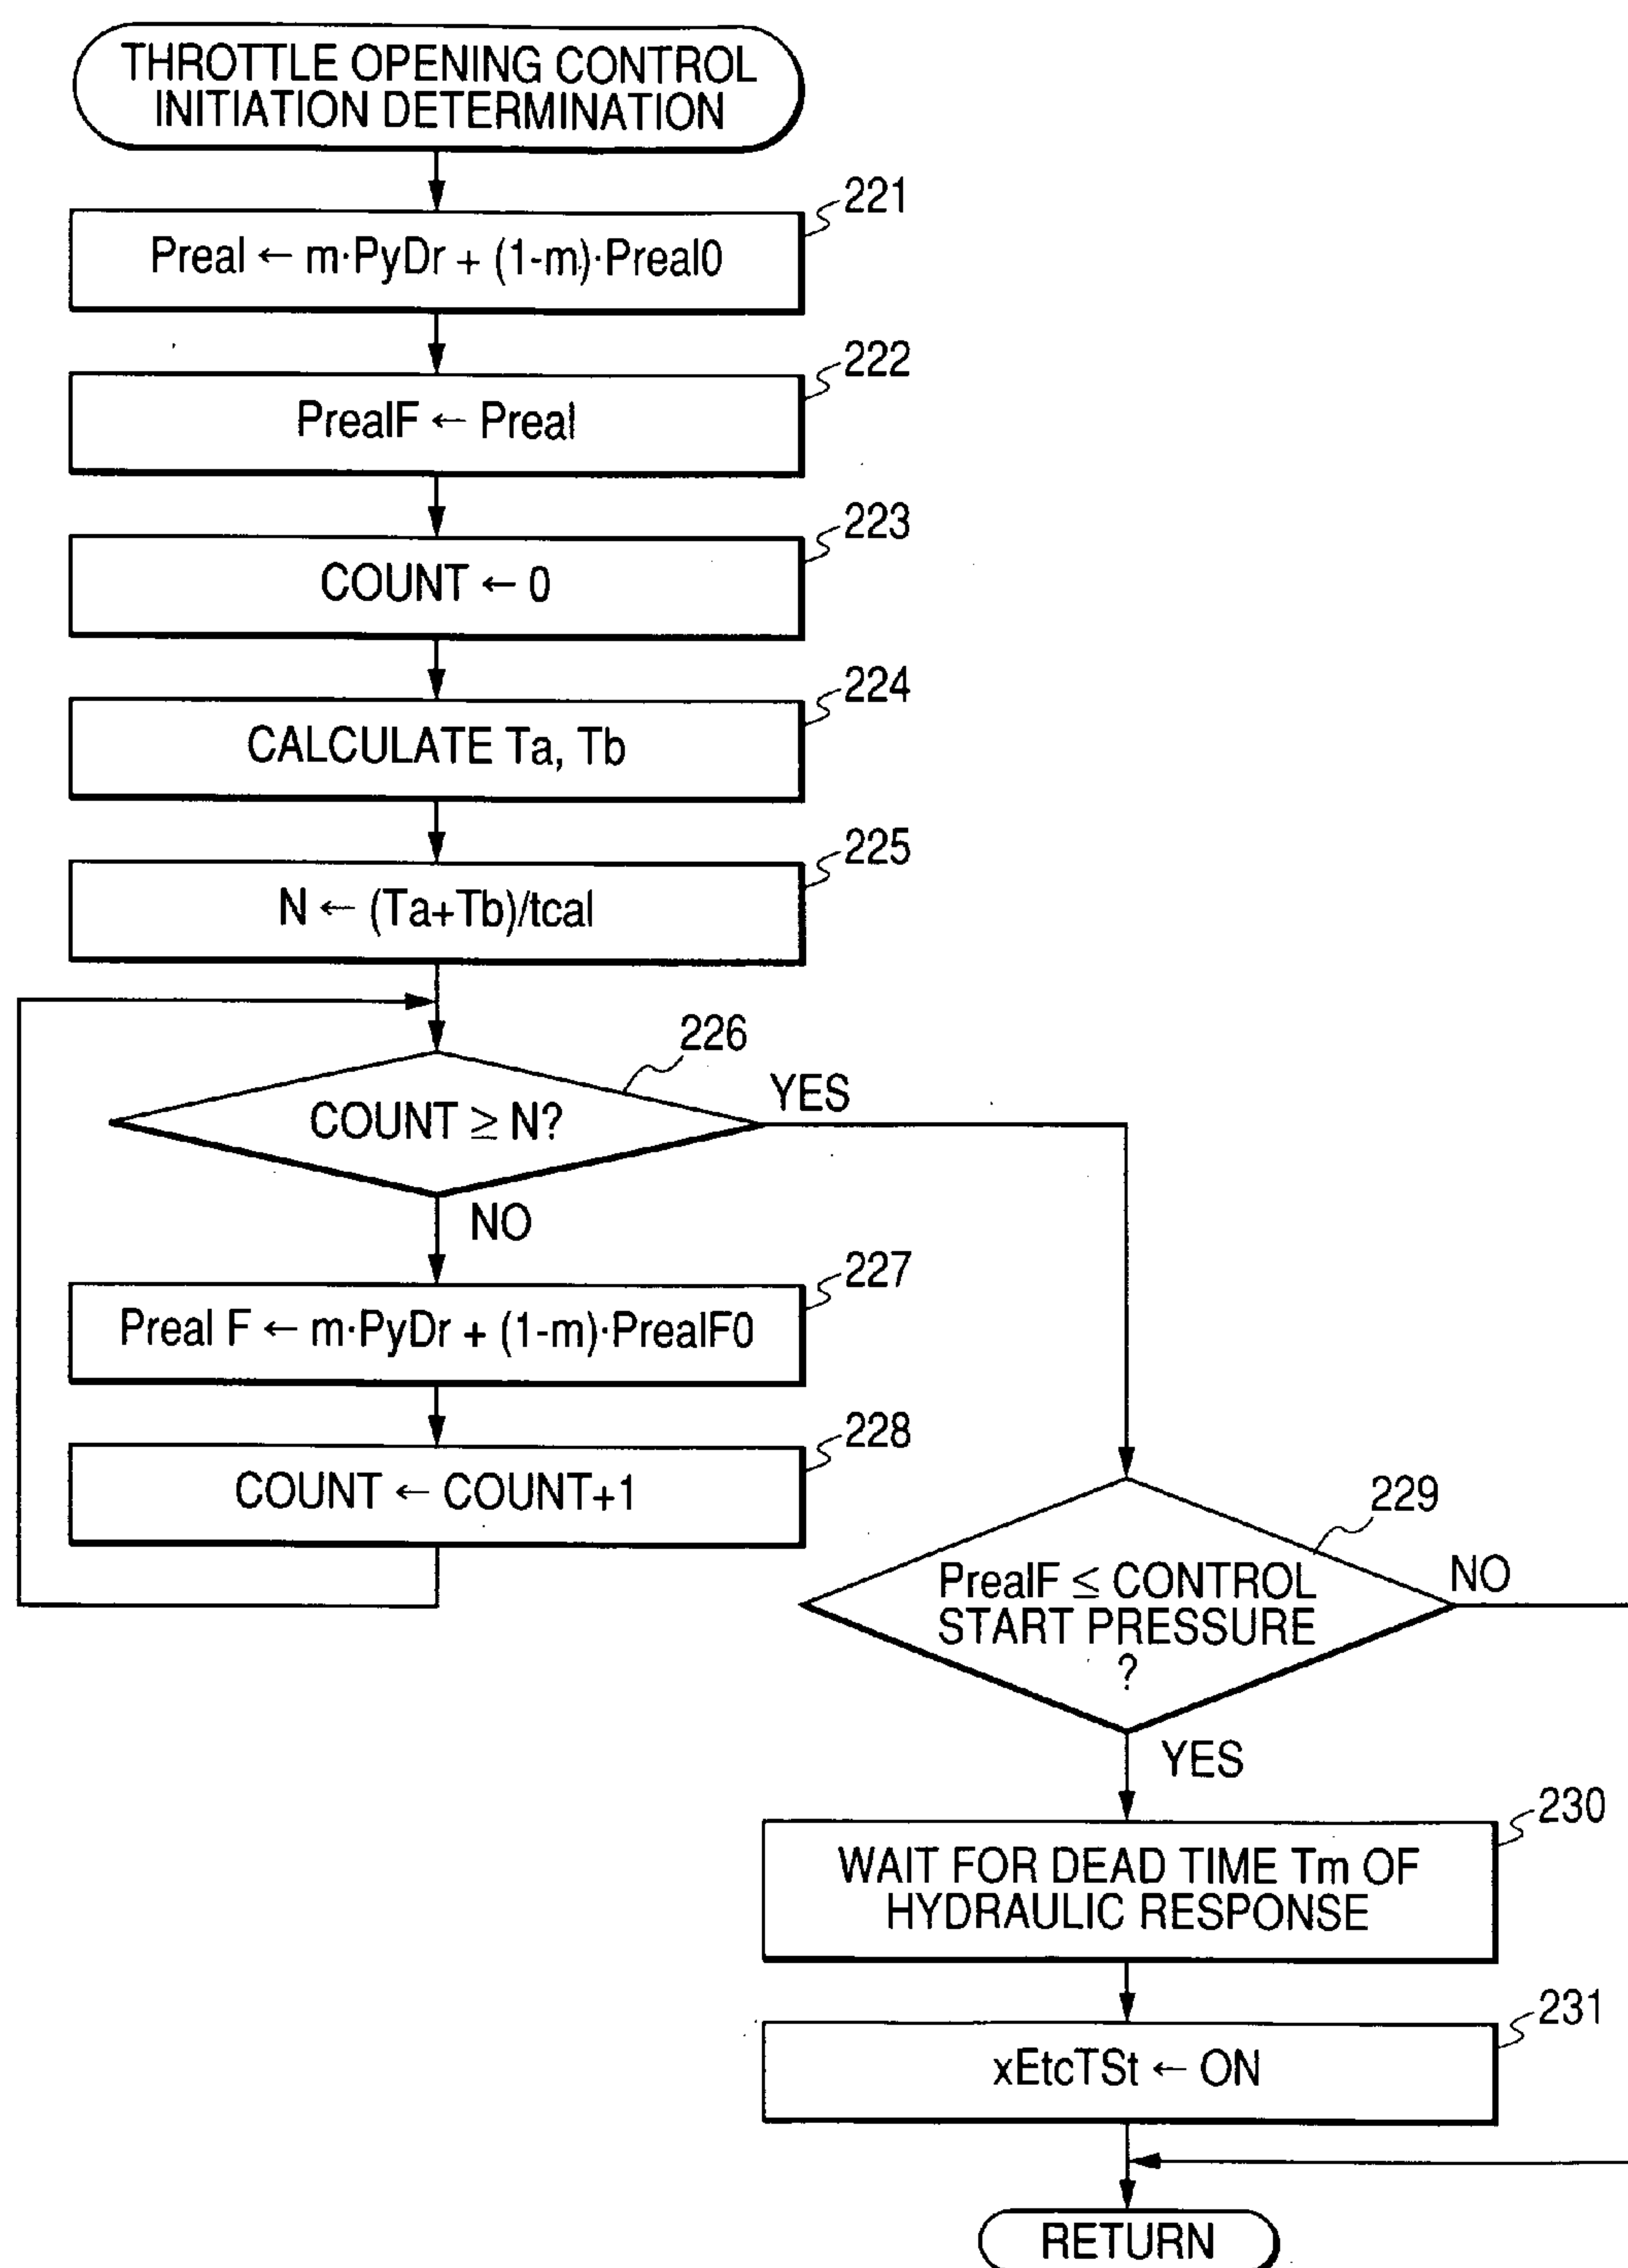 THROTTLE OPENING CONTROL
INITIATION DETERMINATION
221
Preal ← m·PyDr + (1-m)·Preal0
222
PrealF ← Preal
223
COUNT ← 0
224
CALCULATE Ta, Tb
225
N ← (Ta+Tb)/tcal
226
COUNT ≥ N?
YES
NO
227
Preal F ← m·PyDr + (1-m)·PrealF0
228
COUNT ← COUNT+1
229
PrealF ≤ CONTROL
START PRESSURE
?
NO
YES
230
WAIT FOR DEAD TIME Tm OF
HYDRAULIC RESPONSE
231
xEtcTSt ← ON
RETURN